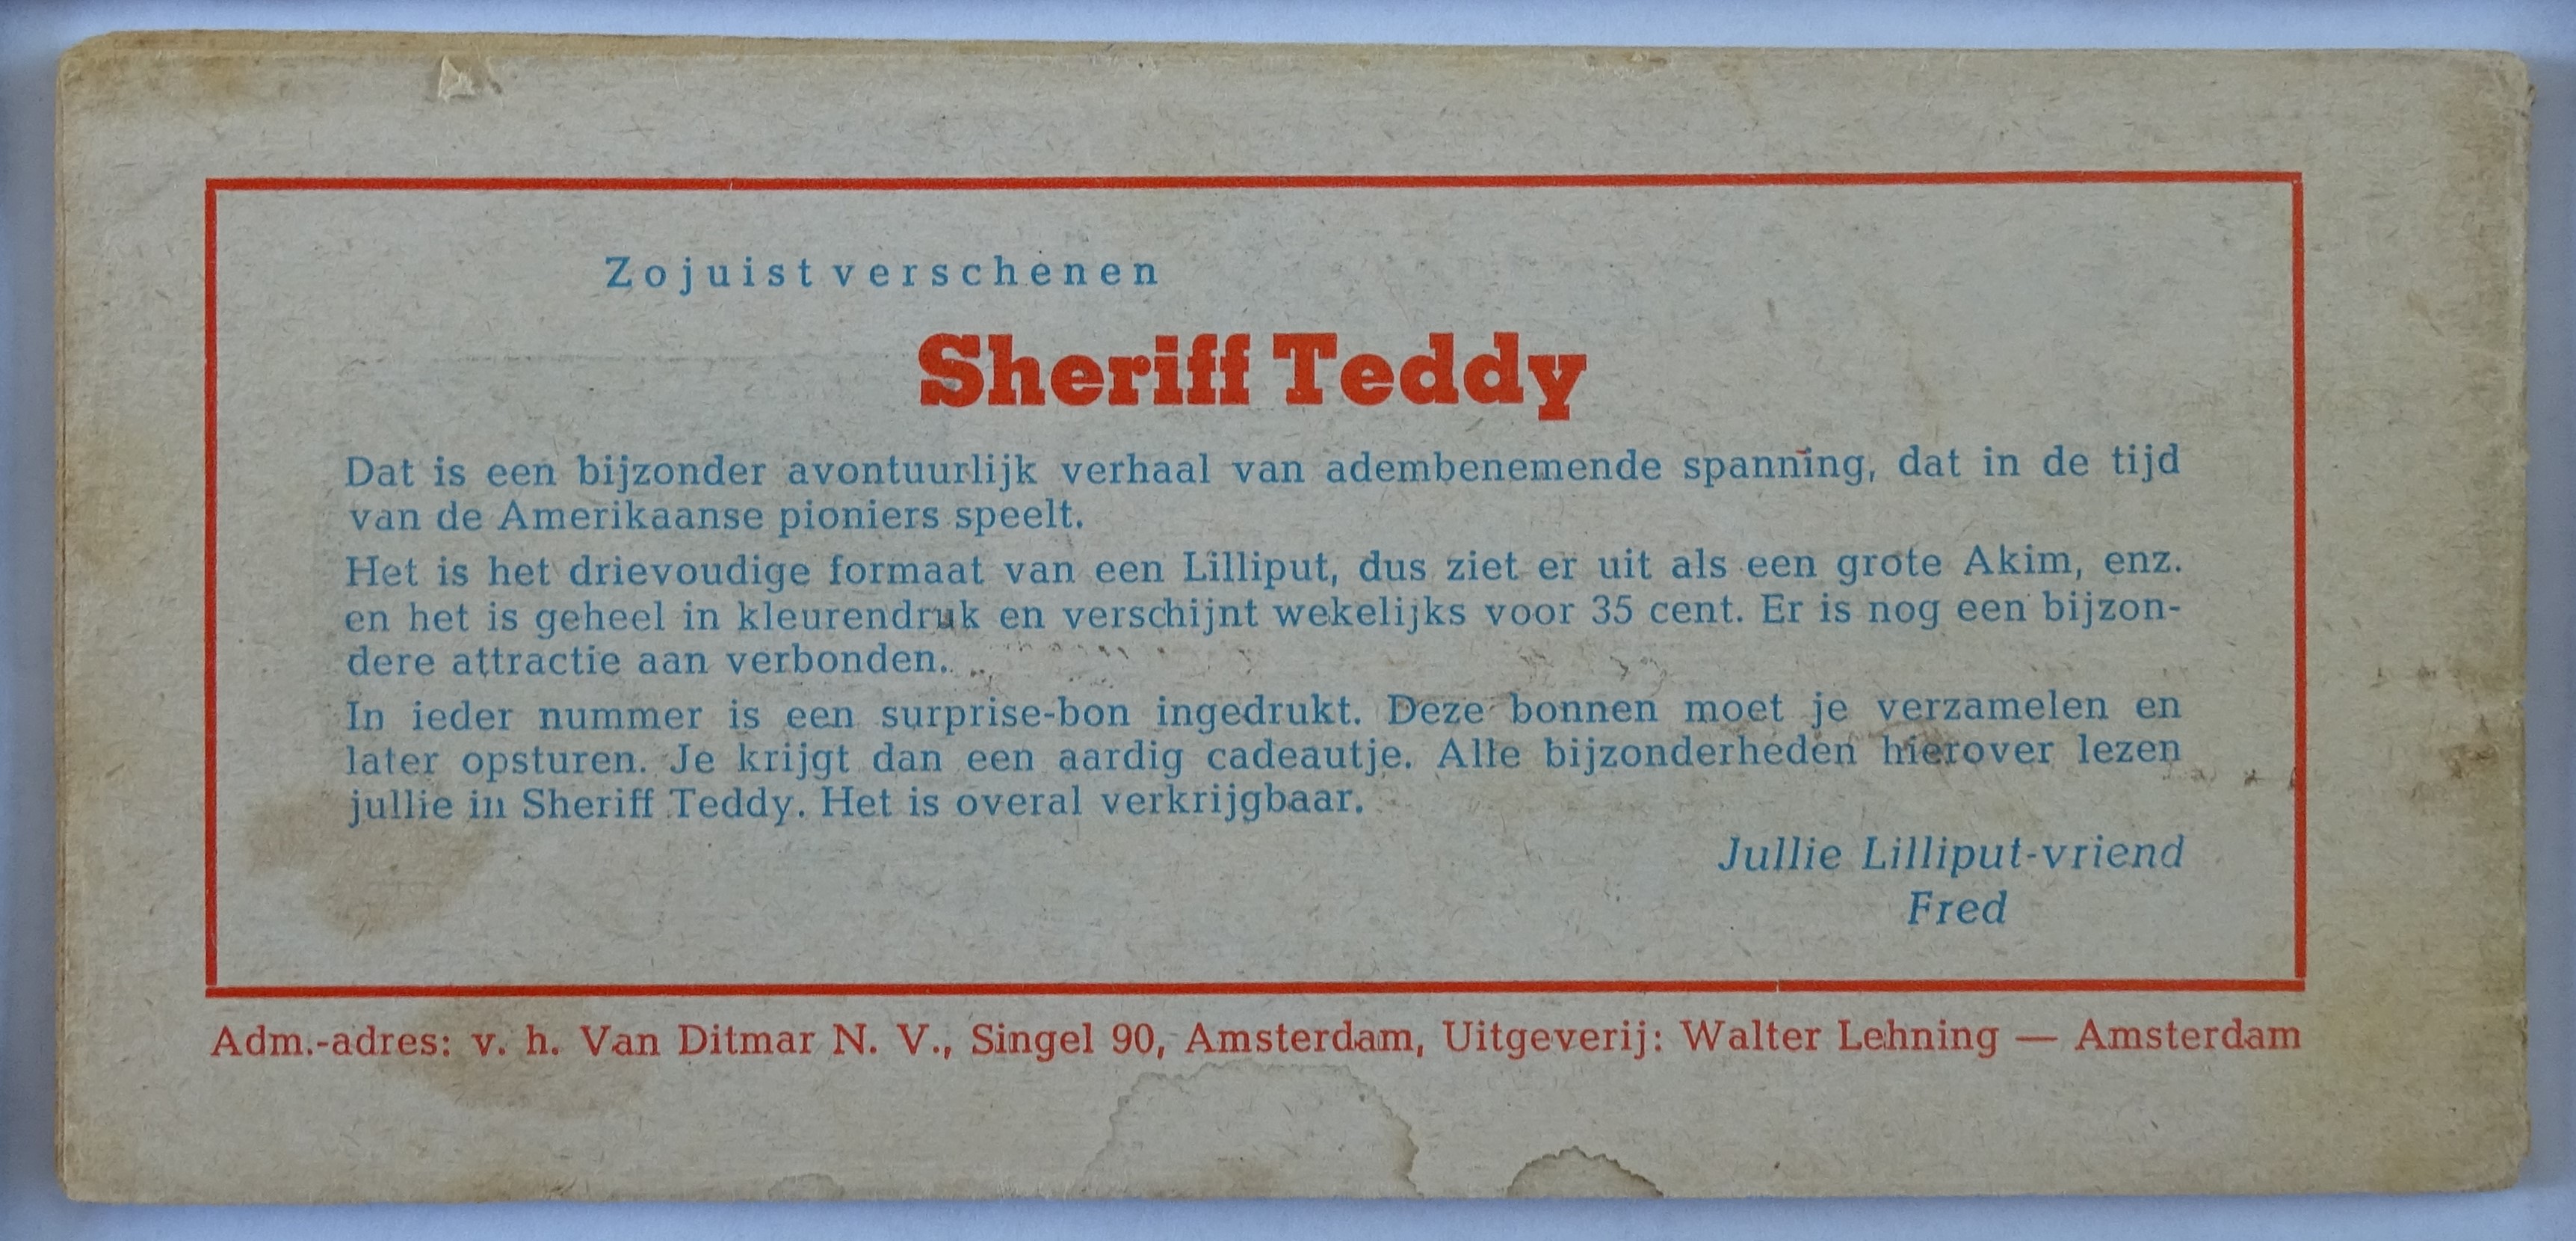 Zojuist verschenen
Sheriff Teddy
Dat is een bijzonder avontuurlijk verhaal van adembenemende spanning, dat in de tijd
van de Amerikaanse pioniers speelt.
Het is het drievoudige formaat van een Lilliput, dus ziet er uit als een grote Akim, enz.
en het is geheel in kleurendruk en verschijnt wekelijks voor 35 cent. Er is nog een bijzon-
dere attractie aan verbonden.
In ieder nummer is een surprise-bon ingedrukt. Deze bonnen moet je verzamelen en
later opsturen. Je krijgt dan een aardig cadeautje. Alle bijzonderheden hierover lezen
jullie in Sheriff Teddy. Het is overal verkrijgbaar.
Jullie Lilliput-vriend
Fred
Adm.-adres: v. h. Van Ditmar N. V., Singel 90, Amsterdam, Uitgeverij: Walter Lehning — Amsterdam